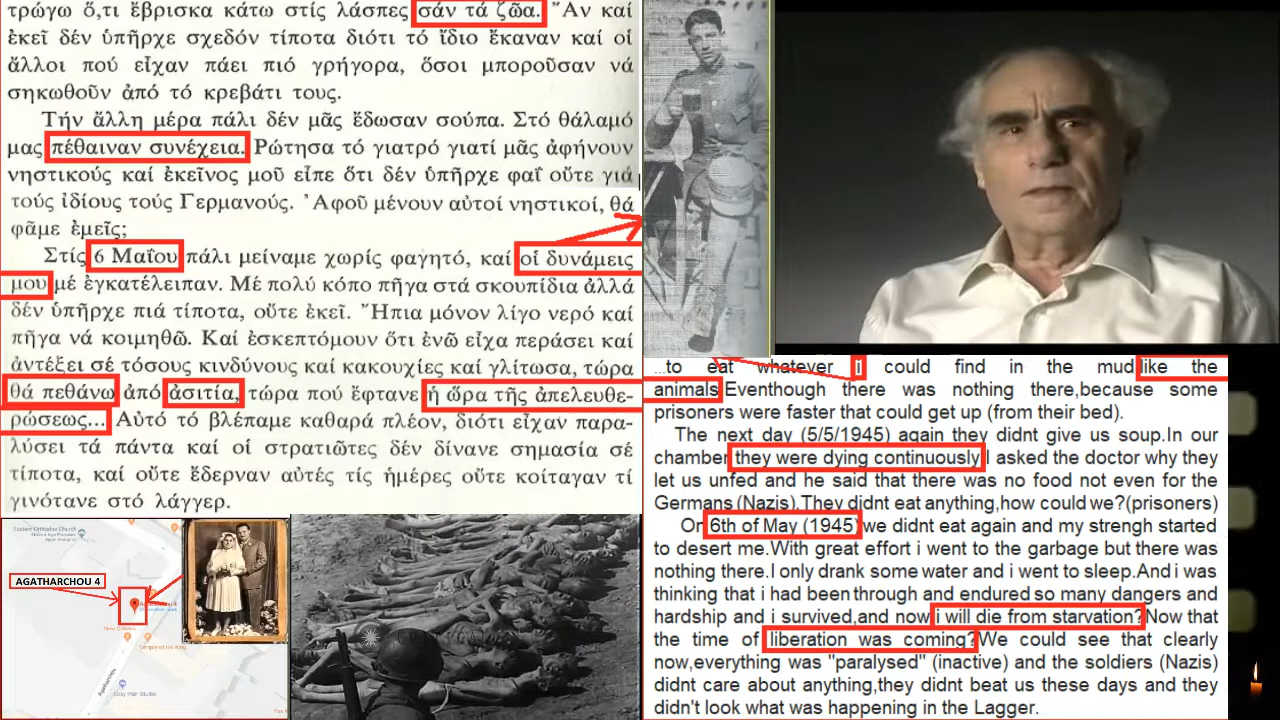 τρώγω ὅ,τι ἔβρισκα κάτω στίς λάσπες σάν τά ζῶα. Ἄν καί
ἐκεῖ δέν ὑπῆρχε σχεδόν τίποτα διότι τό ἴδιο ἔκαναν καί οἱ
ἄλλοι πού εἶχαν πάει πιό γρήγορα, ὅσοι μποροῦσαν νά
σηκωθοῦν ἀπό τό κρεβάτι τους.
Τήν ἄλλη μέρα πάλι δέν μᾶς ἔδωσαν σούπα. Στό θάλαμό
μας πέθαιναν συνέχεια. Ρώτησα τό γιατρό γιατί μᾶς ἀφήνουν
νηστικούς καί ἐκεῖνος μοῦ εἶπε ὅτι δέν ὑπῆρχε φαΐ οὔτε γιά
τούς ἰδίους τούς Γερμανούς. Ἀφοῦ μένουν αὐτοί νηστικοί, θά
φᾶμε ἐμεῖς;
Στίς 6 Μαΐου πάλι μείναμε χωρίς φαγητό, καί οἱ δυνάμεις
μου μέ ἐγκατέλειπαν. Μέ πολύ κόπο πῆγα στά σκουπίδια ἀλλά
δέν ὑπῆρχε πιά τίποτα, οὔτε ἐκεῖ. Ἤπια μόνον λίγο νερό καί
πῆγα νά κοιμηθῶ. Καί ἐσκεπτόμουν ὅτι ἐνῶ εἶχα περάσει καί
ἀντέξει σέ τόσους κινδύνους καί κακουχίες καί γλίτωσα, τώρα
θά πεθάνω ἀπό ἀσιτία, τώρα πού ἔφτανε ἡ ὥρα τῆς ἀπελευθε-
ρώσεως... Αὐτό τό βλέπαμε καθαρά πλέον, διότι εἶχαν παρα-
λύσει τά πάντα καί οἱ στρατιῶτες δέν δίνανε σημασία σέ
τίποτα, καί οὔτε ἔδερναν αὐτές τίς ἡμέρες οὔτε κοίταγαν τί
γινότανε στό λάγγερ.
Eastern Orthodox Church
AGATHARCHOU 4
Agatharchou 4
Temple of the King
Cosy Pain Studio
Agatharchou
...to eat whatever i could find in the mud like the
animals Eventhough there was nothing there,because some
prisoners were faster that could get up (from their bed).
The next day (5/5/1945) again they didnt give us soup.In our
chamber they were dying continuously I asked the doctor why they
let us unfed and he said that there was no food not even for the
Germans (Nazis).They didnt eat anything,how could we?(prisoners)
On 6th of May (1945) we didnt eat again and my strengh started
to desert me.With great effort i went to the garbage but there was
nothing there.I only drank some water and i went to sleep.And i was
thinking that i had been through and endured so many dangers and
hardship and i survived,and now i will die from starvation?Now that
the time of liberation was coming?We could see that clearly
now,everything was "paralysed" (inactive) and the soldiers (Nazis)
didnt care about anything,they didnt beat us these days and they
didn't look what was happening in the Lagger.